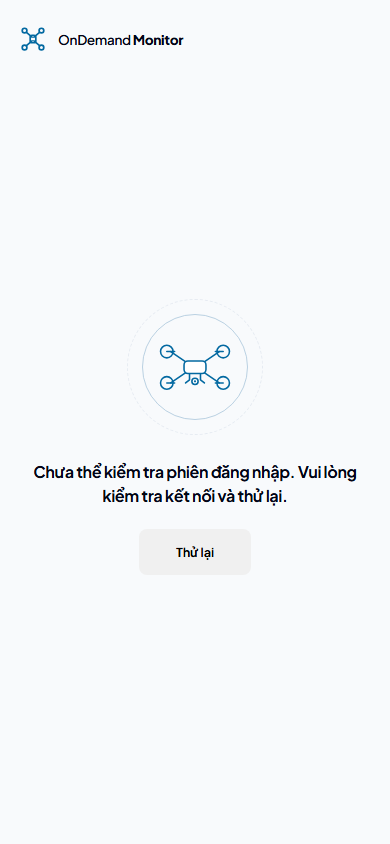 OnDemand Monitor
Chưa thể kiểm tra phiên đăng nhập. Vui lòng
kiểm tra kết nối và thử lại.
Thử lại